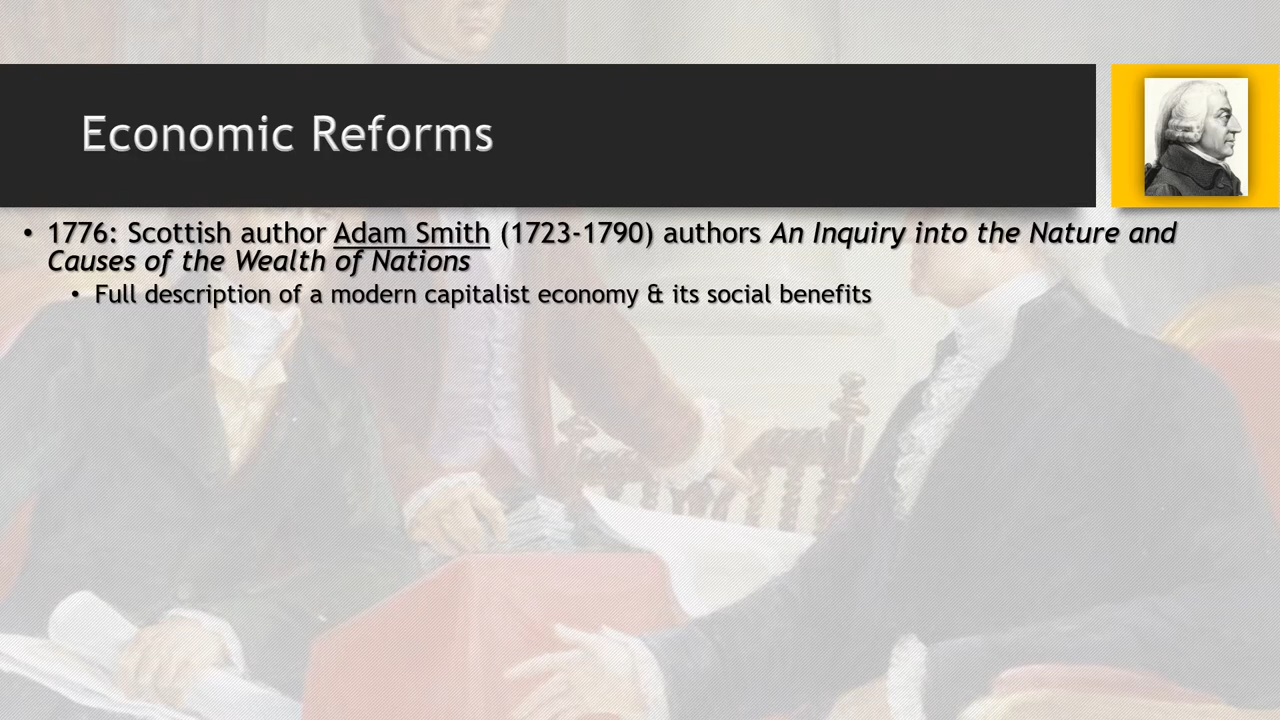 Economic Reforms
• 1776: Scottish author Adam Smith (1723-1790) authors An Inquiry into the Nature and
Causes of the Wealth of Nations
• Full description of a modern capitalist economy & its social benefits